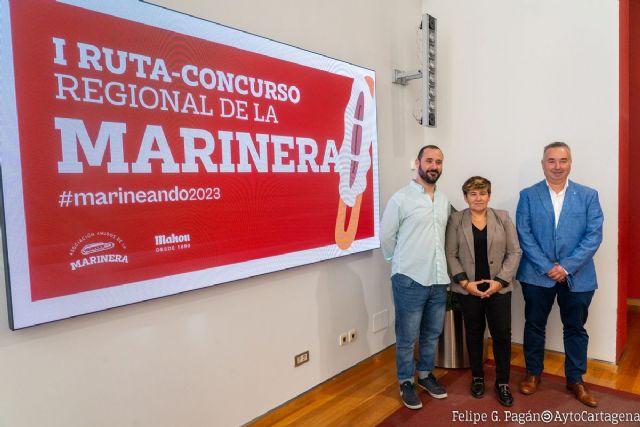 I RUTA-CONCURSO
REGIONAL DE LA
MARINERA
#marineando2023
ASOCIACIÓN AMIGOS DE LA
MARINERA
Mahou
DESDE 1890
Felipe G. Pagán©AytoCartagena